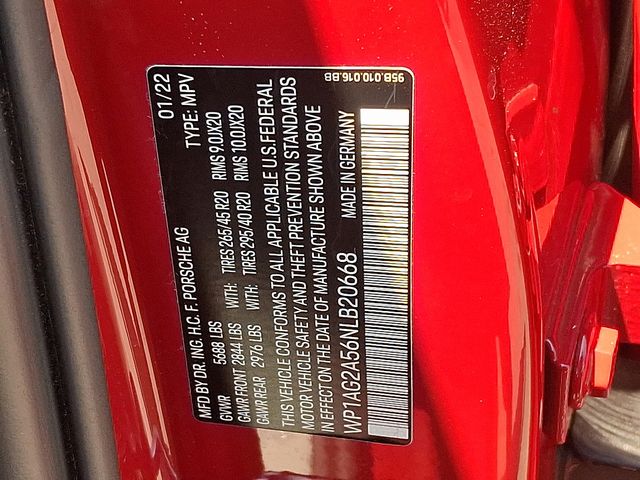 MFD BY DR. ING. H.C. F. PORSCHE AG 01/22
GVWR 5688 LBS TYPE: MPV
GAWR FRONT 2844 LBS WITH: TIRES 265/45 R20 RIMS 9.0JX20
GAWR REAR 2976 LBS WITH: TIRES 295/40 R20 RIMS 10.0JX20
THIS VEHICLE CONFORMS TO ALL APPLICABLE U.S. FEDERAL
MOTOR VEHICLE SAFETY AND THEFT PREVENTION STANDARDS
IN EFFECT ON THE DATE OF MANUFACTURE SHOWN ABOVE
WP1AG2A56NLB20668 MADE IN GERMANY
95B.010.016.BB